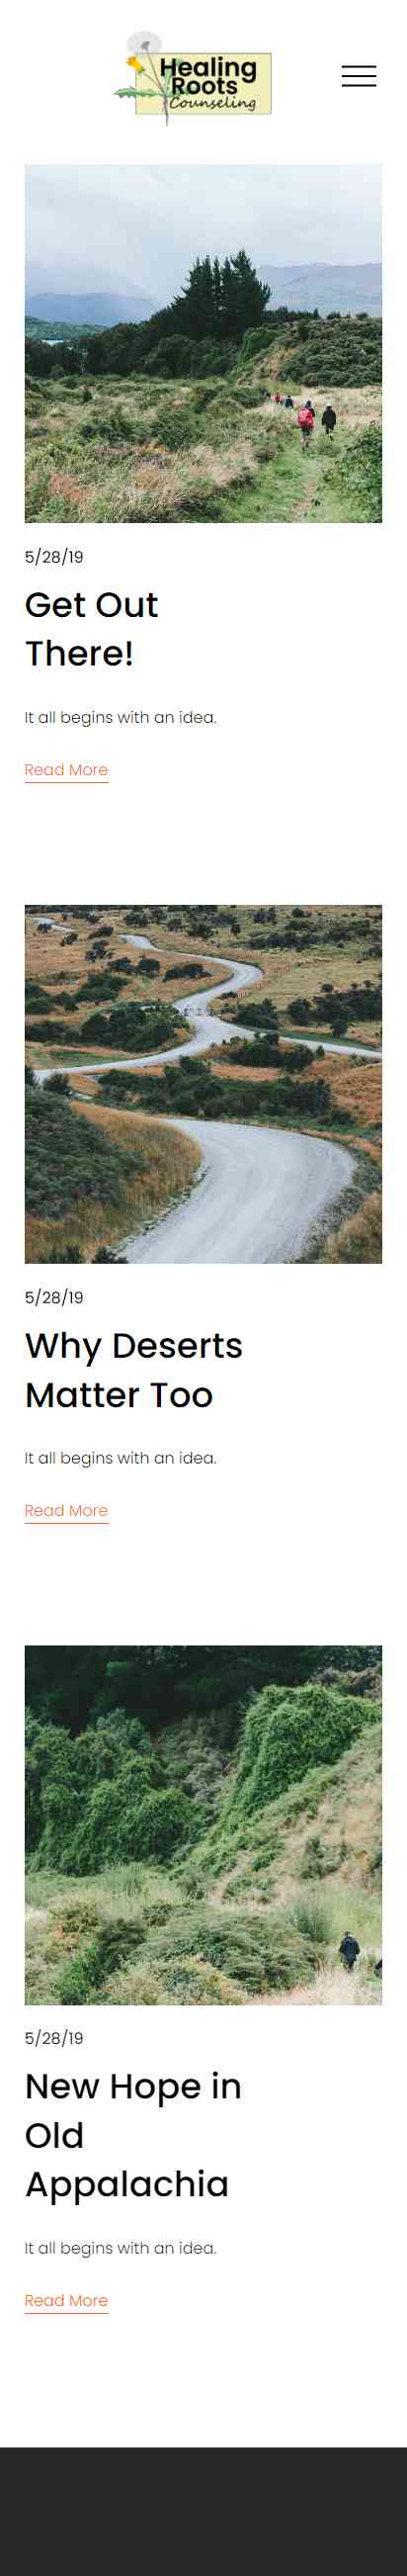 Healing
Roots
Counseling
5/28/19
Get Out
There!
It all begins with an idea.
Read More
5/28/19
Why Deserts
Matter Too
It all begins with an idea.
Read More
5/28/19
New Hope in
Old
Appalachia
It all begins with an idea.
Read More